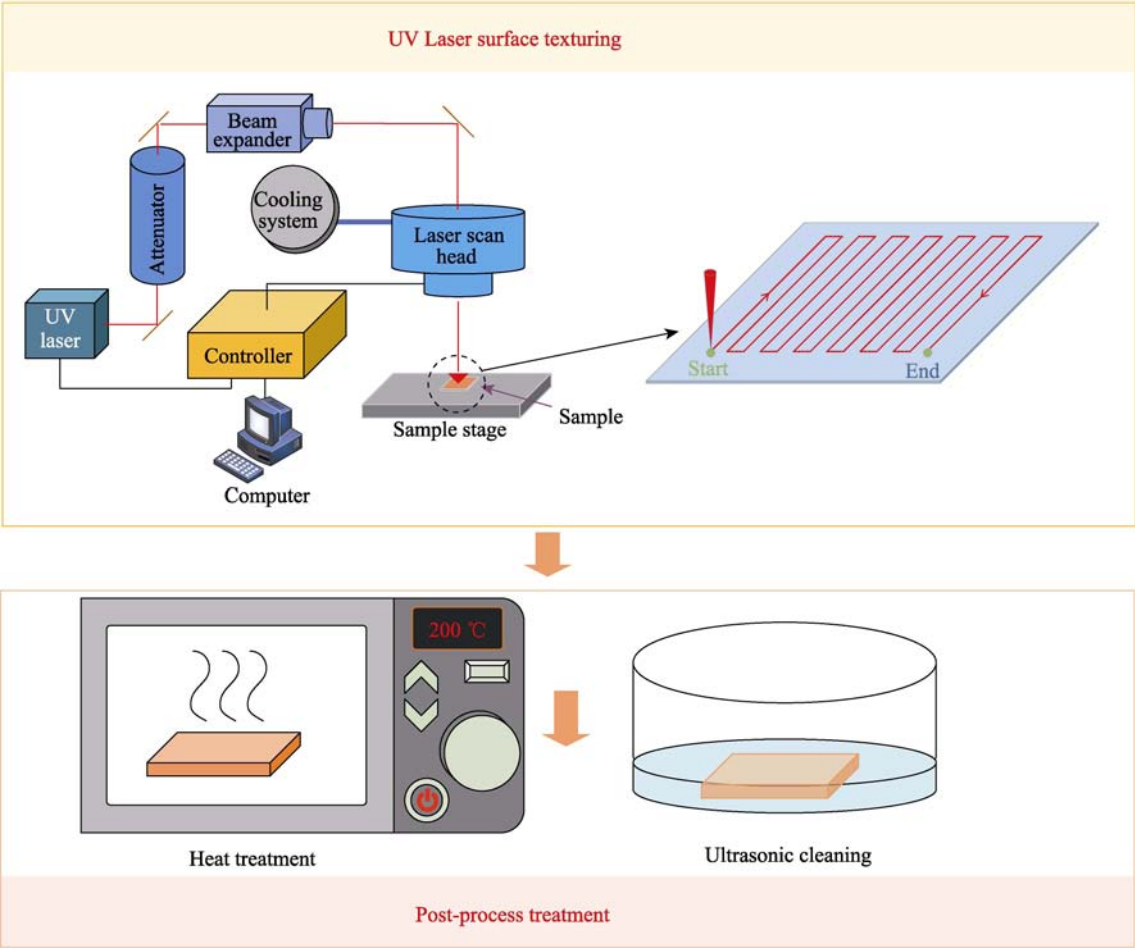 UV Laser surface texturing
Beam
expander
Attenuator
Cooling
system
Laser scan
head
UV
laser
Controller
Start
End
Sample
Sample stage
Computer
200 ℃
Heat treatment
Ultrasonic cleaning
Post-process treatment